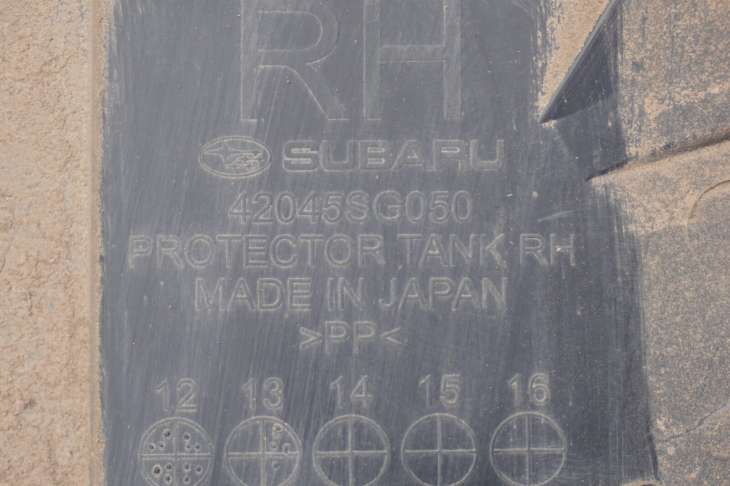 RH
SUBARU
42045SG050
PROTECTOR TANK RH
MADE IN JAPAN
>PP<
12 13 14 15 16